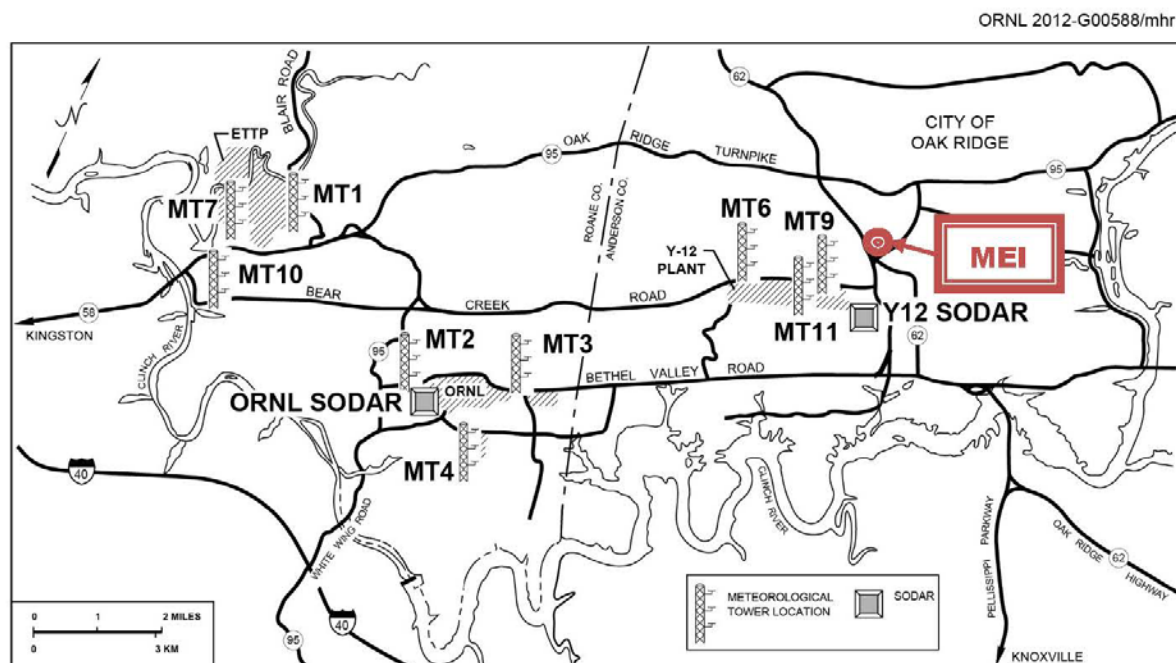 ORNL 2012-G00588/mhr
N
BLAIR ROAD
ETTP
MT7
MT1
MT10
58
KINGSTON
CLINCH RIVER
95
OAK RIDGE TURNPIKE
ROANE CO.
ANDERSON CO.
62
CITY OF
OAK RIDGE
95
MT6
MT9
Y-12
PLANT
MEI
BEAR CREEK ROAD
MT11
Y12 SODAR
62
95
MT2
MT3
ORNL
ORNL SODAR
BETHEL VALLEY ROAD
MT4
40
WHITE WING ROAD
CLINCH RIVER
PELLISSIPPI PARKWAY
OAK RIDGE
HIGHWAY
62
METEOROLOGICAL
TOWER LOCATION
SODAR
0 1 2 MILES
0 3 KM
95
40
KNOXVILLE